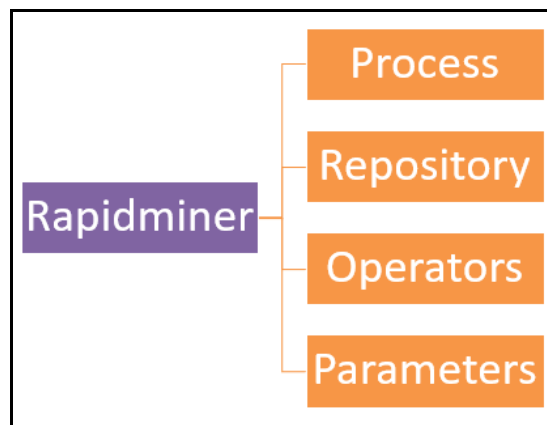 Rapidminer
Process
Repository
Operators
Parameters